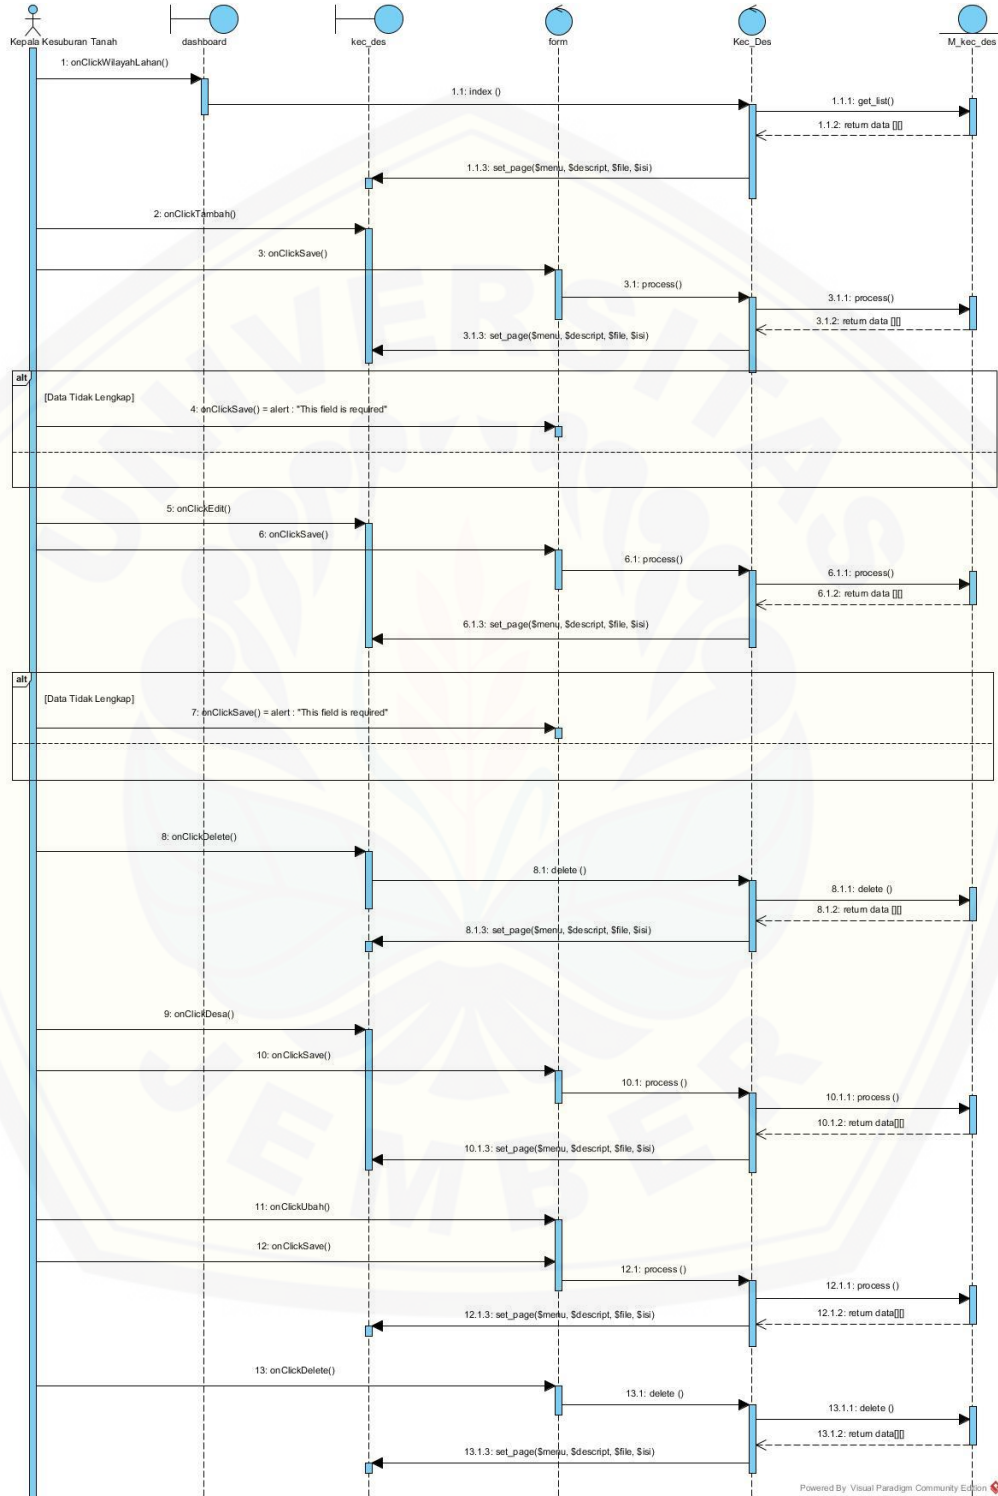 Kepala Kesuburan Tanah
dashboard
kec_des
form
Kec_Des
M_kec_des
1: onClickWilayahLahan()
1.1: index ()
1.1.1: get_list()
1.1.2: return data [][]
1.1.3: set_page($menu, $descript, $file, $isi)
2: onClickTambah()
3: onClickSave()
3.1: process()
3.1.1: process()
3.1.2: return data [][]
3.1.3: set_page($menu, $descript, $file, $isi)
alt
[Data Tidak Lengkap]
4: onClickSave() = alert : "This field is required"
5: onClickEdit()
6: onClickSave()
6.1: process()
6.1.1: process()
6.1.2: return data [][]
6.1.3: set_page($menu, $descript, $file, $isi)
alt
[Data Tidak Lengkap]
7: onClickSave() = alert : "This field is required"
8: onClickDelete()
8.1: delete ()
8.1.1: delete ()
8.1.2: return data [][]
8.1.3: set_page($menu, $descript, $file, $isi)
9: onClickDesa()
10: onClickSave()
10.1: process ()
10.1.1: process ()
10.1.2: return data[][]
10.1.3: set_page($menu, $descript, $file, $isi)
11: onClickUbah()
12: onClickSave()
12.1: process ()
12.1.1: process ()
12.1.2: return data[][]
12.1.3: set_page($menu, $descript, $file, $isi)
13: onClickDelete()
13.1: delete ()
13.1.1: delete ()
13.1.2: return data[][]
13.1.3: set_page($menu, $descript, $file, $isi)
UNIVERSITAS
JEMBER
Powered By Visual Paradigm Community Edition